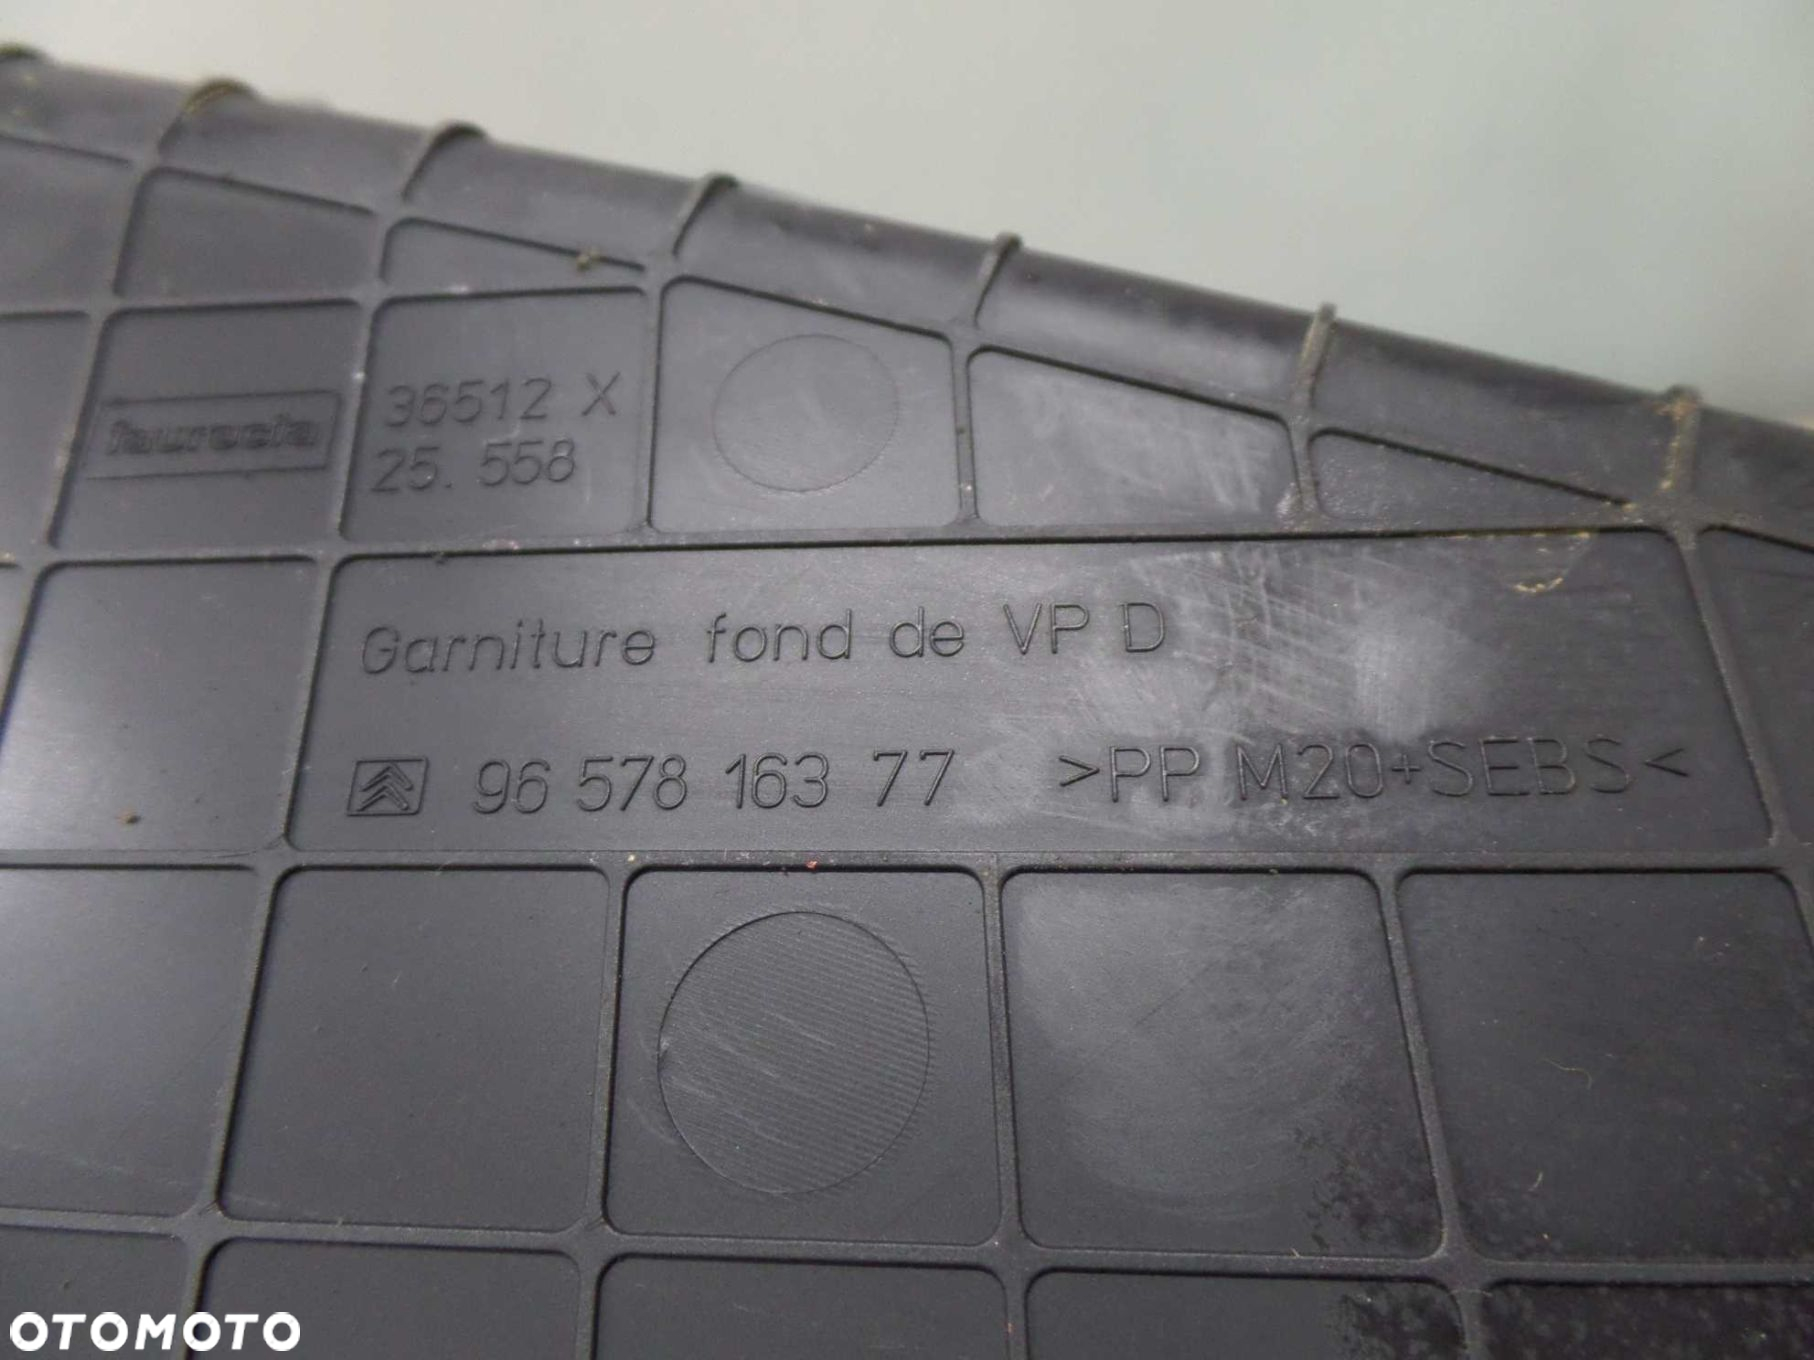 faurecia
36512 X
25. 558
Garniture fond de VP D
96 578 163 77 >PP M20+SEBS<
OTOMOTO